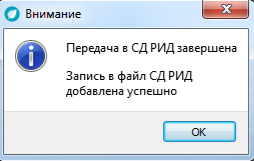 Внимание
Передача в СД РИД завершена
Запись в файл СД РИД
добавлена успешно
OK